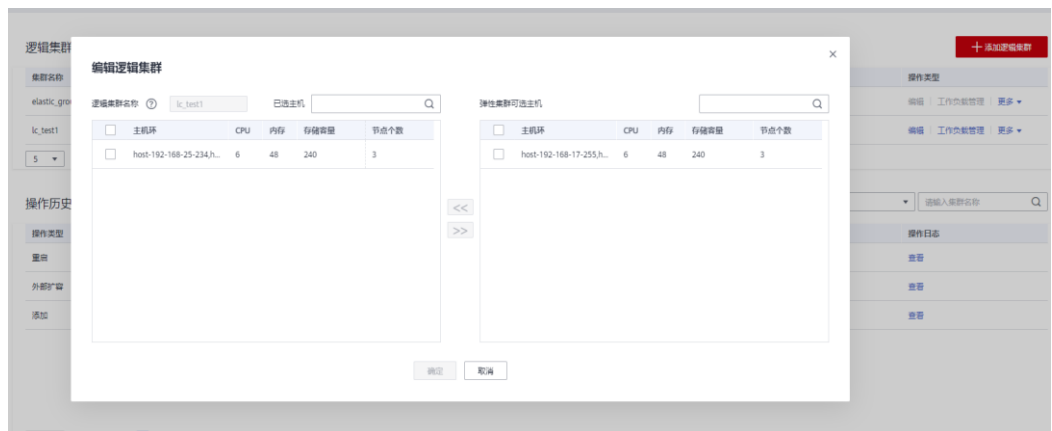 逻辑集群
十添加逻辑集群
编辑逻辑集群
×
集群名称
操作类型
elastic_gro
逻辑集群名称 ? lc_test1 已选主机
弹性集群可选主机
编辑 工作负载管理 更多
主机环 CPU 内存 存储容量 节点个数
主机环 CPU 内存 存储容量 节点个数
lc_test1
编辑 工作负载管理 更多
host-192-168-25-234,h... 6 48 240 3
host-192-168-17-255,h... 6 48 240 3
5
操作历史
请输入集群名称
<<
>>
操作类型
操作日志
重启
查看
外部扩容
查看
添加
查看
确定 取消